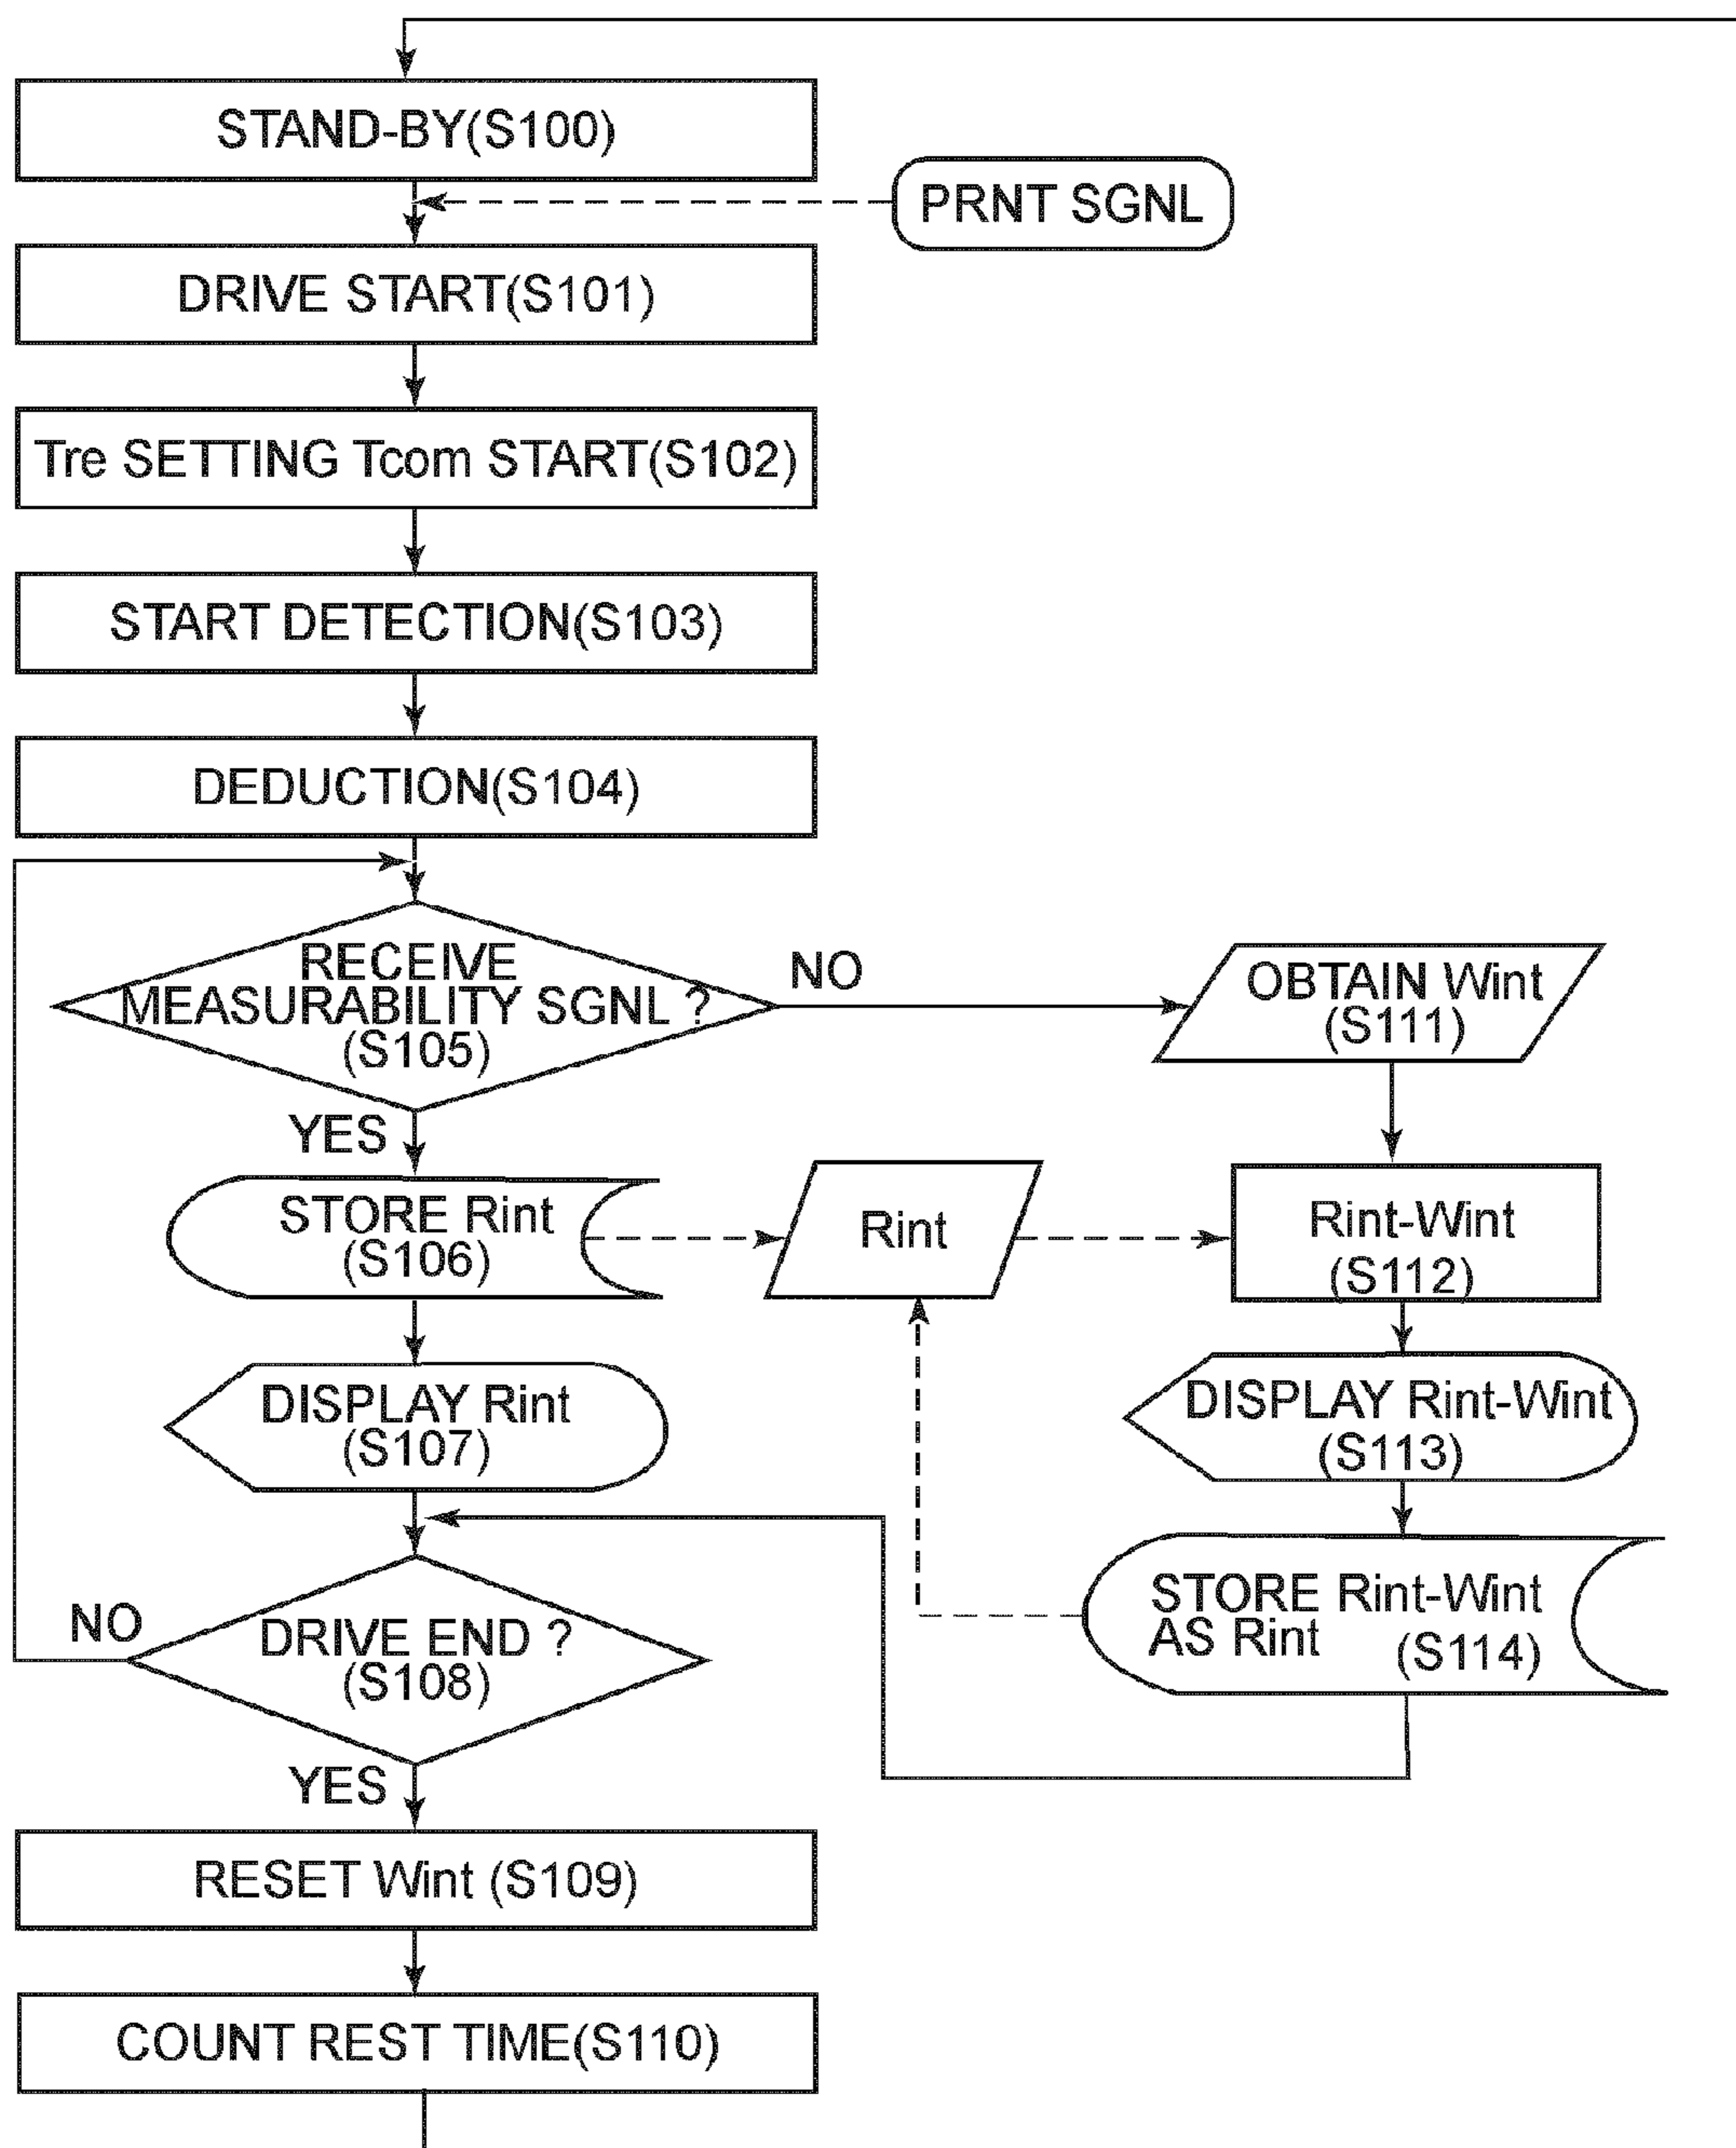 STAND-BY(S100)
PRNT SGNL
DRIVE START(S101)
Tre SETTING Tcom START(S102)
START DETECTION(S103)
DEDUCTION(S104)
RECEIVE
MEASURABILITY SGNL ?
(S105)
NO
OBTAIN Wint
(S111)
YES
STORE Rint
(S106)
Rint
Rint-Wint
(S112)
DISPLAY Rint
(S107)
DISPLAY Rint-Wint
(S113)
NO
DRIVE END ?
(S108)
STORE Rint-Wint
AS Rint (S114)
YES
RESET Wint (S109)
COUNT REST TIME(S110)